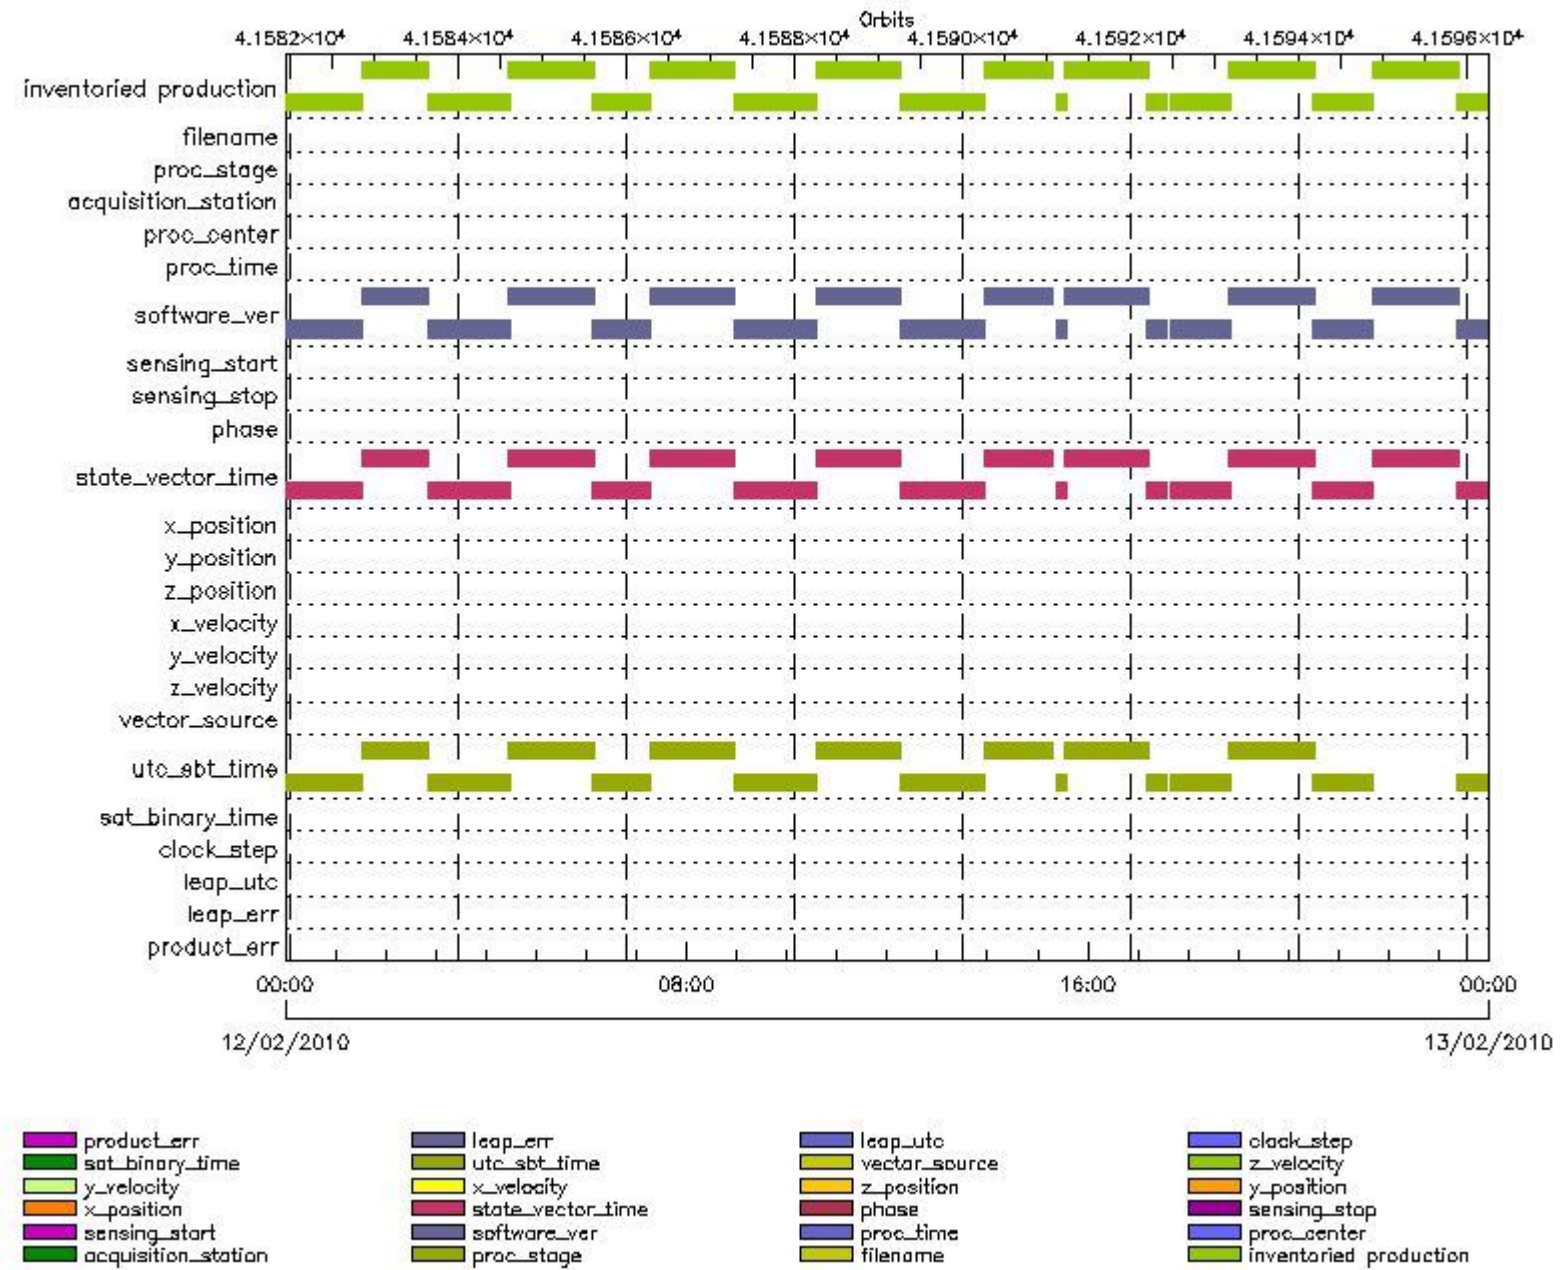 Orbits
4.1582×10⁴ 4.1584×10⁴ 4.1586×10⁴ 4.1588×10⁴ 4.1590×10⁴ 4.1592×10⁴ 4.1594×10⁴ 4.1596×10⁴
inventoried production
filename
proc_stage
acquisition_station
proc_center
proc_time
software_ver
sensing_start
sensing_stop
phase
state_vector_time
x_position
y_position
z_position
x_velocity
y_velocity
z_velocity
vector_source
utc_sbt_time
sat_binary_time
clock_step
leap_utc
leap_err
product_err
00:00 08:00 16:00 00:00
12/02/2010 13/02/2010
product_err leap_err leap_utc clock_step
sat_binary_time utc_sbt_time vector_source z_velocity
y_velocity x_velocity z_position y_position
x_position state_vector_time phase sensing_stop
sensing_start software_ver proc_time proc_center
acquisition_station proc_stage filename inventoried production